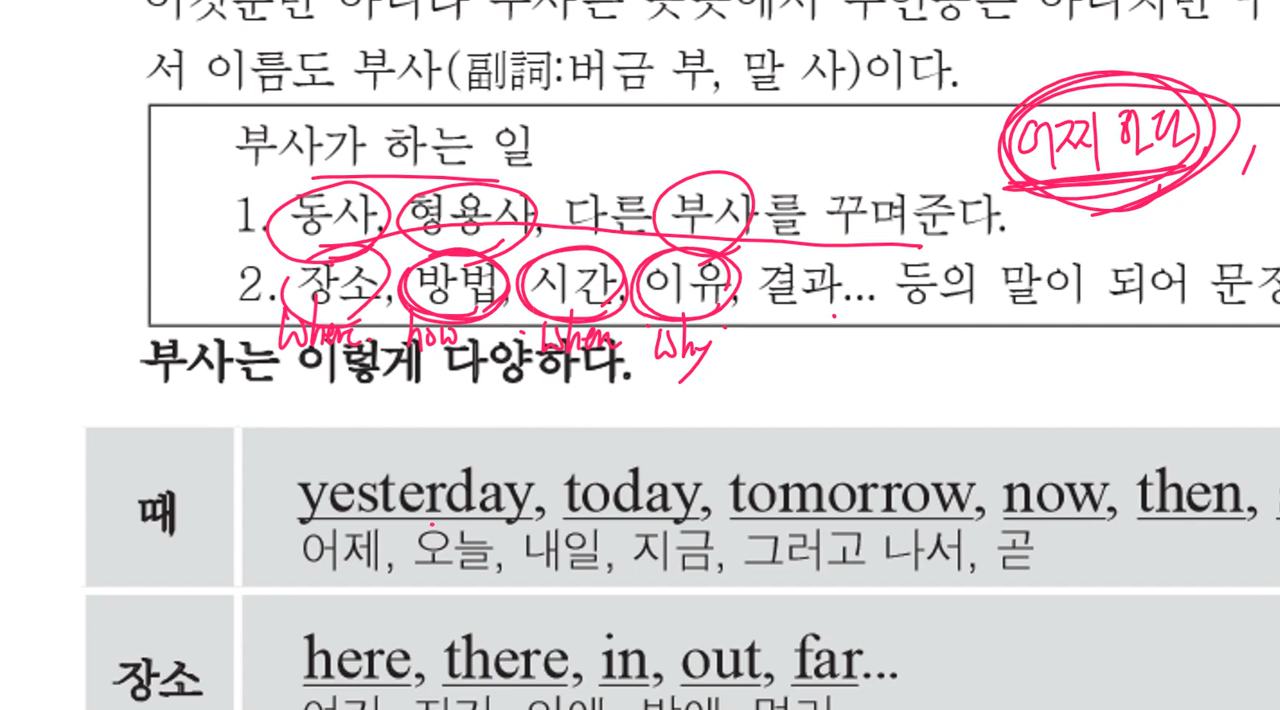 서 이름도 부사(副詞:버금 부, 말 사)이다.
어찌 한다
부사가 하는 일
1. 동사, 형용사, 다른 부사를 꾸며준다.
2. 장소, 방법, 시간, 이유, 결과... 등의 말이 되어 문장
where how when why
부사는 이렇게 다양하다.
때
yesterday, today, tomorrow, now, then,
어제, 오늘, 내일, 지금, 그러고 나서, 곧
장소
here, there, in, out, far...